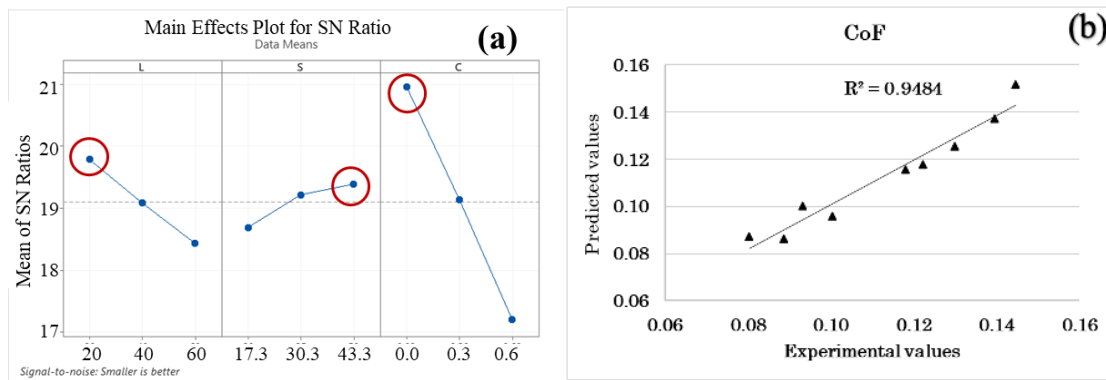 Main Effects Plot for SN Ratio
(a)
Data Means
L S C
Mean of SN Ratios
21
20
19
18
17
20 40 60 17.3 30.3 43.3 0.0 0.3 0.6
Signal-to-noise: Smaller is better
CoF
(b)
R² = 0.9484
Predicted values
0.16
0.14
0.12
0.10
0.08
0.06
0.06 0.08 0.10 0.12 0.14 0.16
Experimental values